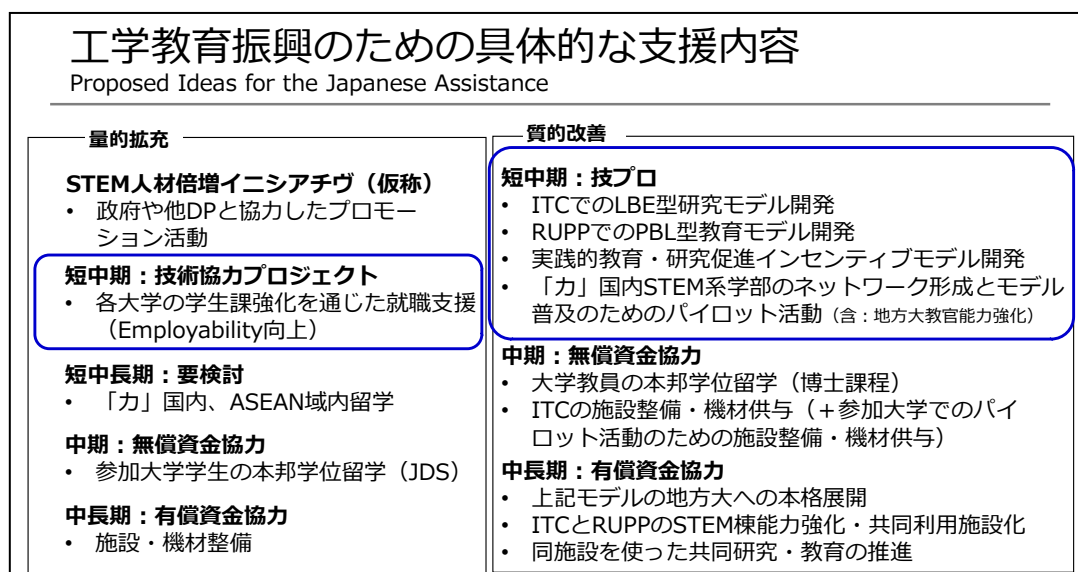 工学教育振興のための具体的な支援内容
Proposed Ideas for the Japanese Assistance
量的拡充
STEM人材倍増イニシアチヴ（仮称）
• 政府や他DPと協力したプロモー
ション活動
短中期：技術協力プロジェクト
• 各大学の学生課強化を通じた就職支援
（Employability向上）
短中長期：要検討
• 「カ」国内、ASEAN域内留学
中期：無償資金協力
• 参加大学学生の本邦学位留学（JDS）
中長期：有償資金協力
• 施設・機材整備
質的改善
短中期：技プロ
• ITCでのLBE型研究モデル開発
• RUPPでのPBL型教育モデル開発
• 実践的教育・研究促進インセンティブモデル開発
• 「カ」国内STEM系学部のネットワーク形成とモデル
普及のためのパイロット活動（含：地方大教官能力強化）
中期：無償資金協力
• 大学教員の本邦学位留学（博士課程）
• ITCの施設整備・機材供与（＋参加大学でのパイ
ロット活動のための施設整備・機材供与）
中長期：有償資金協力
• 上記モデルの地方大への本格展開
• ITCとRUPPのSTEM棟能力強化・共同利用施設化
• 同施設を使った共同研究・教育の推進